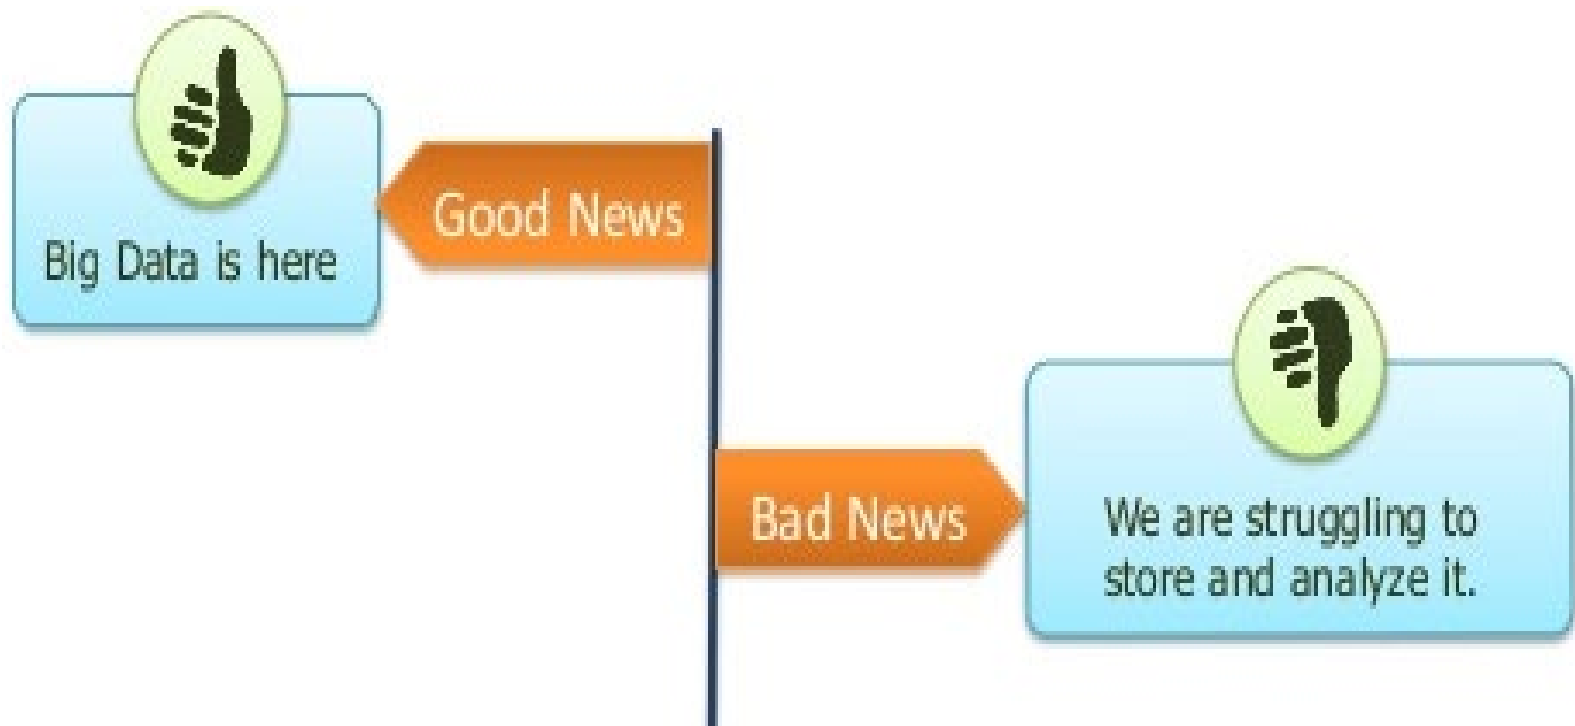 Good News
Big Data is here
Bad News
We are struggling to
store and analyze it.